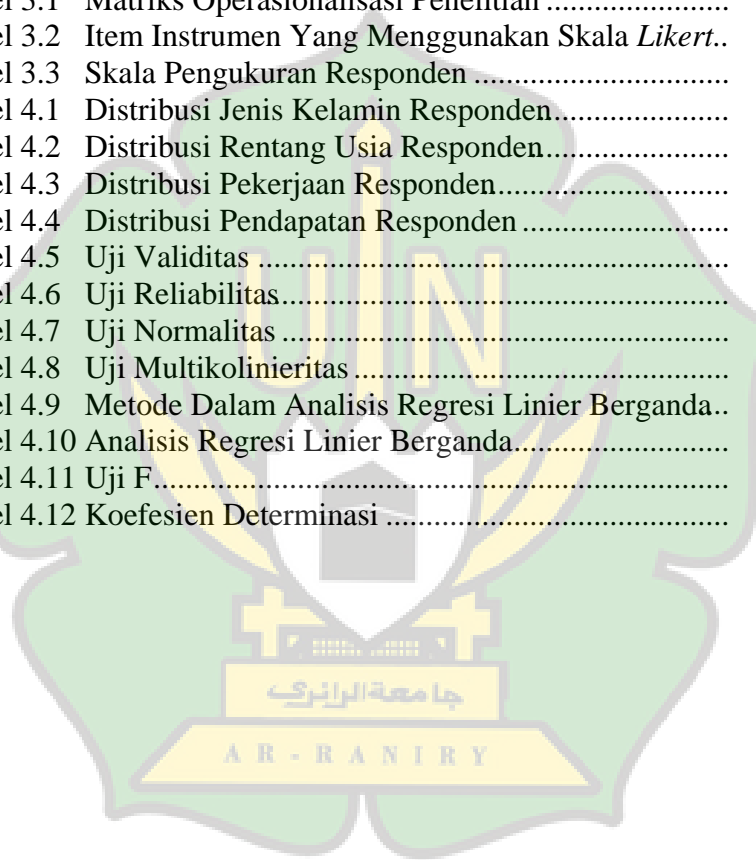 el 3.1 Matriks Operasionalisasi Penelitian ........................
el 3.2 Item Instrumen Yang Menggunakan Skala Likert..
el 3.3 Skala Pengukuran Responden .................................
el 4.1 Distribusi Jenis Kelamin Responden.......................
el 4.2 Distribusi Rentang Usia Responden........................
el 4.3 Distribusi Pekerjaan Responden..............................
el 4.4 Distribusi Pendapatan Responden ...........................
el 4.5 Uji Validitas ............................................................
el 4.6 Uji Reliabilitas.........................................................
el 4.7 Uji Normalitas .........................................................
el 4.8 Uji Multikolinieritas ................................................
el 4.9 Metode Dalam Analisis Regresi Linier Berganda...
el 4.10 Analisis Regresi Linier Berganda...........................
el 4.11 Uji F.........................................................................
el 4.12 Koefesien Determinasi ............................................
UIN
جامعة الرانري
AR-RANIRY